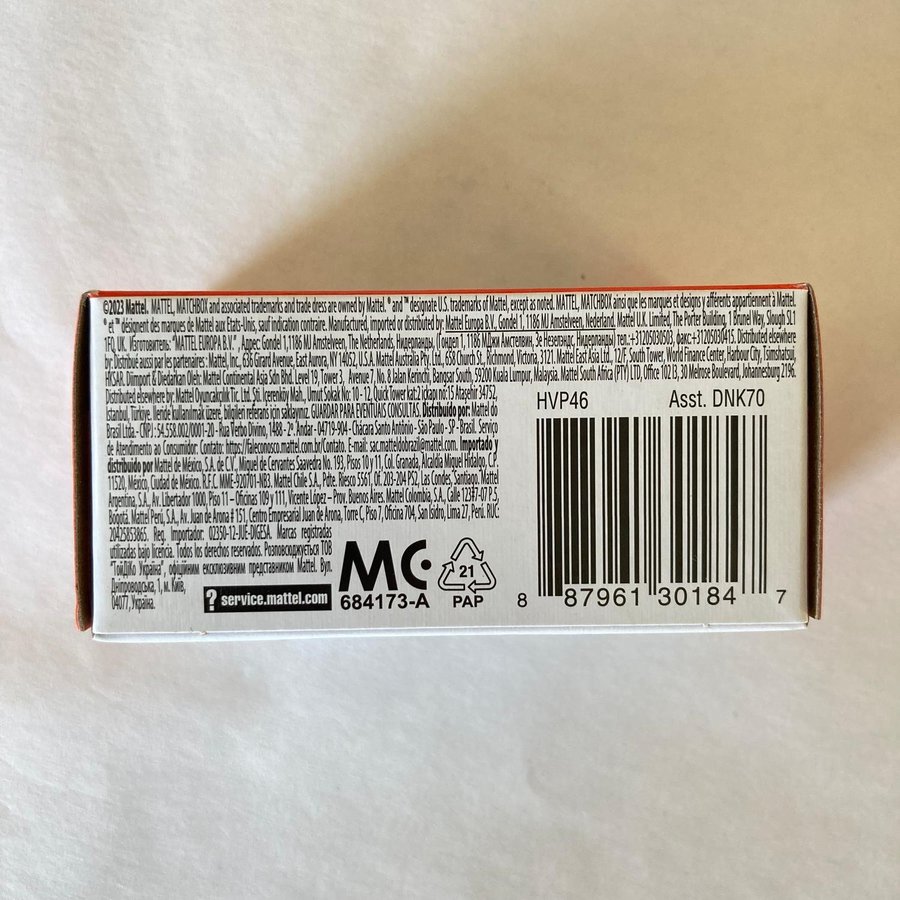 ©2023 Mattel. MATTEL, MATCHBOX and associated trademarks and trade dress are owned by Mattel. ® and ™ designate U.S. trademarks of Mattel, except as noted. MATTEL, MATCHBOX ainsi que les marques et designs y afférents appartiennent à Mattel.
® et ™ désignent des marques de Mattel aux États-Unis, sauf indication contraire. Manufactured, imported or distributed by: Mattel Europa B.V., Gondel 1, 1186 MJ Amstelveen, Nederland. Mattel U.K. Limited, The Porter Building, 1 Brunel Way, Slough SL1
1FQ, UK. Изготовитель: "MATTEL EUROPA B.V.", Адрес: Gondel 1,1186 MJ Amstelveen, The Netherlands, Нидерланды, (Гондел 1, 1186 МДжи Амстелвин, Зе Незерландс, Нидерланды) тел.:+31205030503, факс:+31205030415. Distributed elsewhere
by: Distribué aussi par les partenaires : Mattel, Inc., 636 Girard Avenue, East Aurora, NY 14052, U.S.A. Mattel Australia Pty. Ltd., 658 Church St., Richmond, Victoria, 3121. Mattel East Asia Ltd., 12/F, South Tower, World Finance Center, Harbour City, Tsimshatsui,
HKSAR. Diimport & Diedarkan Oleh: Mattel Continental Asia Sdn Bhd. Level 19, Tower 3, Avenue 7, No. 8 Jalan Kerinchi, Bangsar South, 59200 Kuala Lumpur, Malaysia. Mattel South Africa (PTY) LTD, Office 102 I3, 30 Melrose Boulevard, Johannesburg 2196.
Distributed by: Mattel Oyuncakçılık Tic. Ltd. Şti. İçerenköy Mah., Umut Sokak No: 10 - 12, Quick Tower kat: 2 iç kapı no:15 Ataşehir 34752,
İstanbul, Türkiye. İleride kullanılmak üzere, bilgilen referans için saklayınız. GUARDAR PARA EVENTUAIS CONSULTAS. Distribuido por: Mattel do
Brasil Ltda.- CNPJ : 54.558.002/0001-20 - Rua Verbo Divino, 1488 - 2º. Andar - 04719-904 - Chácara Santo Antônio - São Paulo - SP - Brasil. Serviço
de Atendimento ao Consumidor: Contato: https://faleconosco.mattel.com.br/Contato. E-mail: sac.mattelbrazil@mattel.com. Importado y
distribuido por Mattel de México, S.A. de C.V., Miguel de Cervantes Saavedra No. 193, Pisos 10 y 11, Col. Granada, Alcaldía Miguel Hidalgo, C.P.
11520, México, Ciudad de México. R.F.C. MME-920701-NB3. Mattel Chile S.A., Pdte. Riesco 5561, Of. 203-204 P52, Las Condes, Santiago. Mattel
Argentina, S.A., Av. Libertador 1000, Piso 11 – Oficinas 109 y 111, Vicente López – Prov. Buenos Aires. Mattel Colombia, S.A., Calle 123#7-07 P.5,
Bogotá. Mattel Perú, S.A., Av. Juan de Arona # 151, Centro Empresarial Juan de Arona, Torre C, Piso 7, Oficina 704, San Isidro, Lima 27, Perú. RUC:
20425853865. Reg. Importador: 02350-12-JUE-DIGESA. Marcas registradas
utilizadas bajo licencia. Todos los derechos reservados. Розповсюджується ТОВ
"ТойДіКо Україна", офіційним ексклюзивним представником Mattel. Вул.
Дніпроводська, 1, м. Київ,
04077, Україна.
? service.mattel.com
MC
684173-A
21
PAP
HVP46 Asst. DNK70
8 87961 30184 7